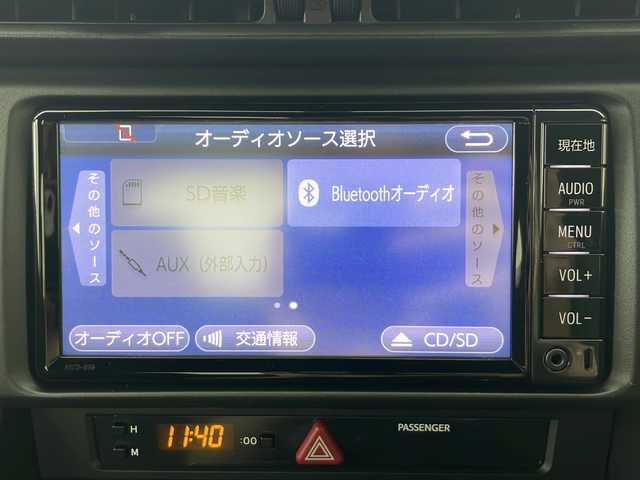 オーディオソース選択
現在地
その他のソース
SD音楽
Bluetoothオーディオ
その他のソース
AUDIO
PWR
AUX (外部入力)
MENU
CTRL
VOL+
オーディオOFF
交通情報
CD/SD
VOL-
H
11:40
:00
M
PASSENGER